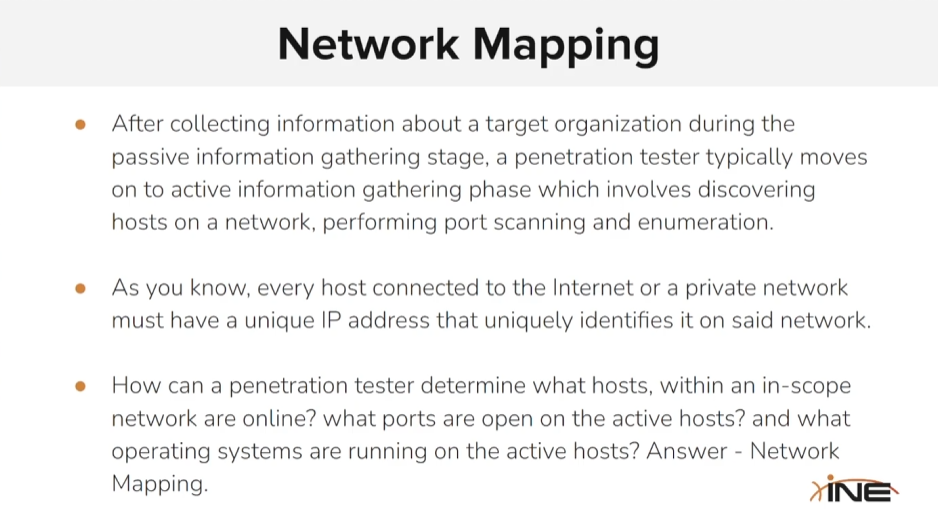 Network Mapping
● After collecting information about a target organization during the
passive information gathering stage, a penetration tester typically moves
on to active information gathering phase which involves discovering
hosts on a network, performing port scanning and enumeration.
● As you know, every host connected to the Internet or a private network
must have a unique IP address that uniquely identifies it on said network.
● How can a penetration tester determine what hosts, within an in-scope
network are online? what ports are open on the active hosts? and what
operating systems are running on the active hosts? Answer - Network
Mapping.
INE